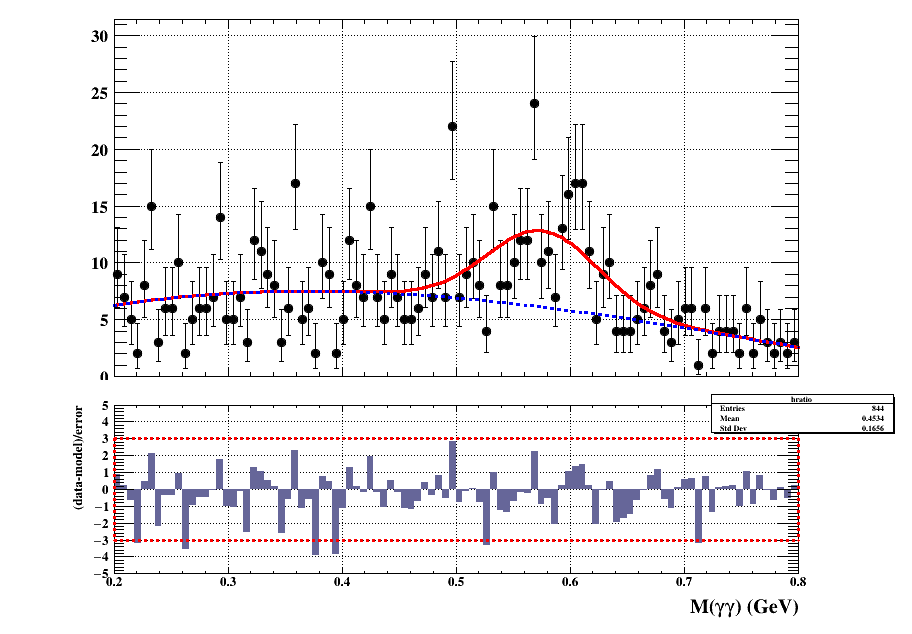 30
25
20
15
10
5
0
(data-model)/error
5
4
3
2
1
0
−1
−2
−3
−4
−5
hratio
Entries 844
Mean 0.4534
Std Dev 0.1656
0.2 0.3 0.4 0.5 0.6 0.7 0.8
M(γγ) (GeV)